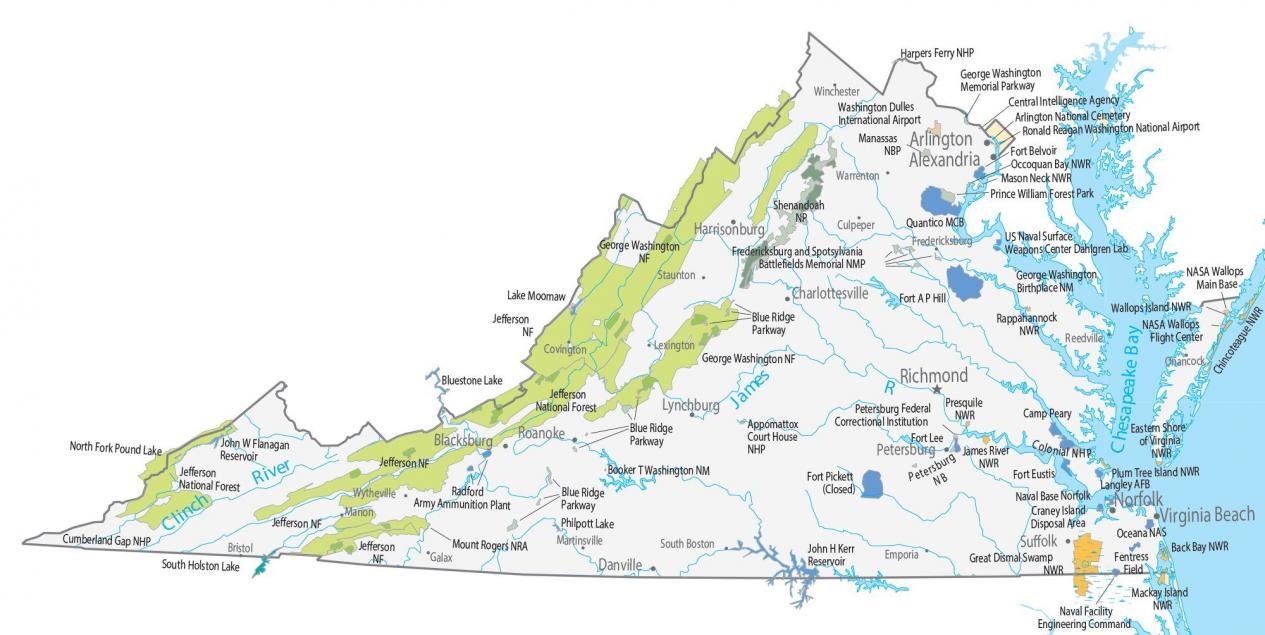 Harpers Ferry NHP
George Washington
Memorial Parkway
Winchester
Central Intelligence Agency
Washington Dulles
International Airport
Arlington National Cemetery
Ronald Reagan Washington National Airport
Manassas
NBP
Arlington
Alexandria
Fort Belvoir
Occoquan Bay NWR
Mason Neck NWR
Warrenton
Prince William Forest Park
Shenandoah
NP
Quantico MCB
Culpeper
Harrisonburg
Fredericksburg
US Naval Surface
Weapons Center Dahlgren Lab
George Washington
NF
Fredericksburg and Spotsylvania
Battlefields Memorial NMP
Staunton
George Washington
Birthplace NM
NASA Wallops
Main Base
Lake Moomaw
Charlottesville
Fort A P Hill
Wallops Island NWR
Jefferson
NF
Blue Ridge
Parkway
Rappahannock
NWR
NASA Wallops
Flight Center
Chincoteague NWR
Reedville
Covington
Lexington
George Washington NF
Onancock
Chesapeake Bay
Bluestone Lake
James
R
Richmond
Jefferson
National Forest
Lynchburg
Presquile
NWR
Petersburg Federal
Correctional Institution
Camp Peary
North Fork Pound Lake
John W Flanagan
Reservoir
Blacksburg
Roanoke
Blue Ridge
Parkway
Appomattox
Court House
NHP
Fort Lee
Petersburg
James River
NWR
Colonial NHP
Eastern Shore
of Virginia
NWR
Jefferson
National Forest
Clinch
River
Jefferson NF
Booker T Washington NM
Petersburg
NB
Fort Pickett
(Closed)
Fort Eustis
Plum Tree Island NWR
Langley AFB
Wytheville
Radford
Army Ammunition Plant
Blue Ridge
Parkway
Naval Base Norfolk
Norfolk
Craney Island
Disposal Area
Virginia Beach
Marion
Jefferson NF
Philpott Lake
Martinsville
Oceana NAS
Cumberland Gap NHP
Bristol
Jefferson
NF
Mount Rogers NRA
Galax
South Boston
John H Kerr
Reservoir
Emporia
Suffolk
Great Dismal Swamp
NWR
Fentress
Field
Back Bay NWR
South Holston Lake
Danville
Mackay Island
NWR
Naval Facility
Engineering Command